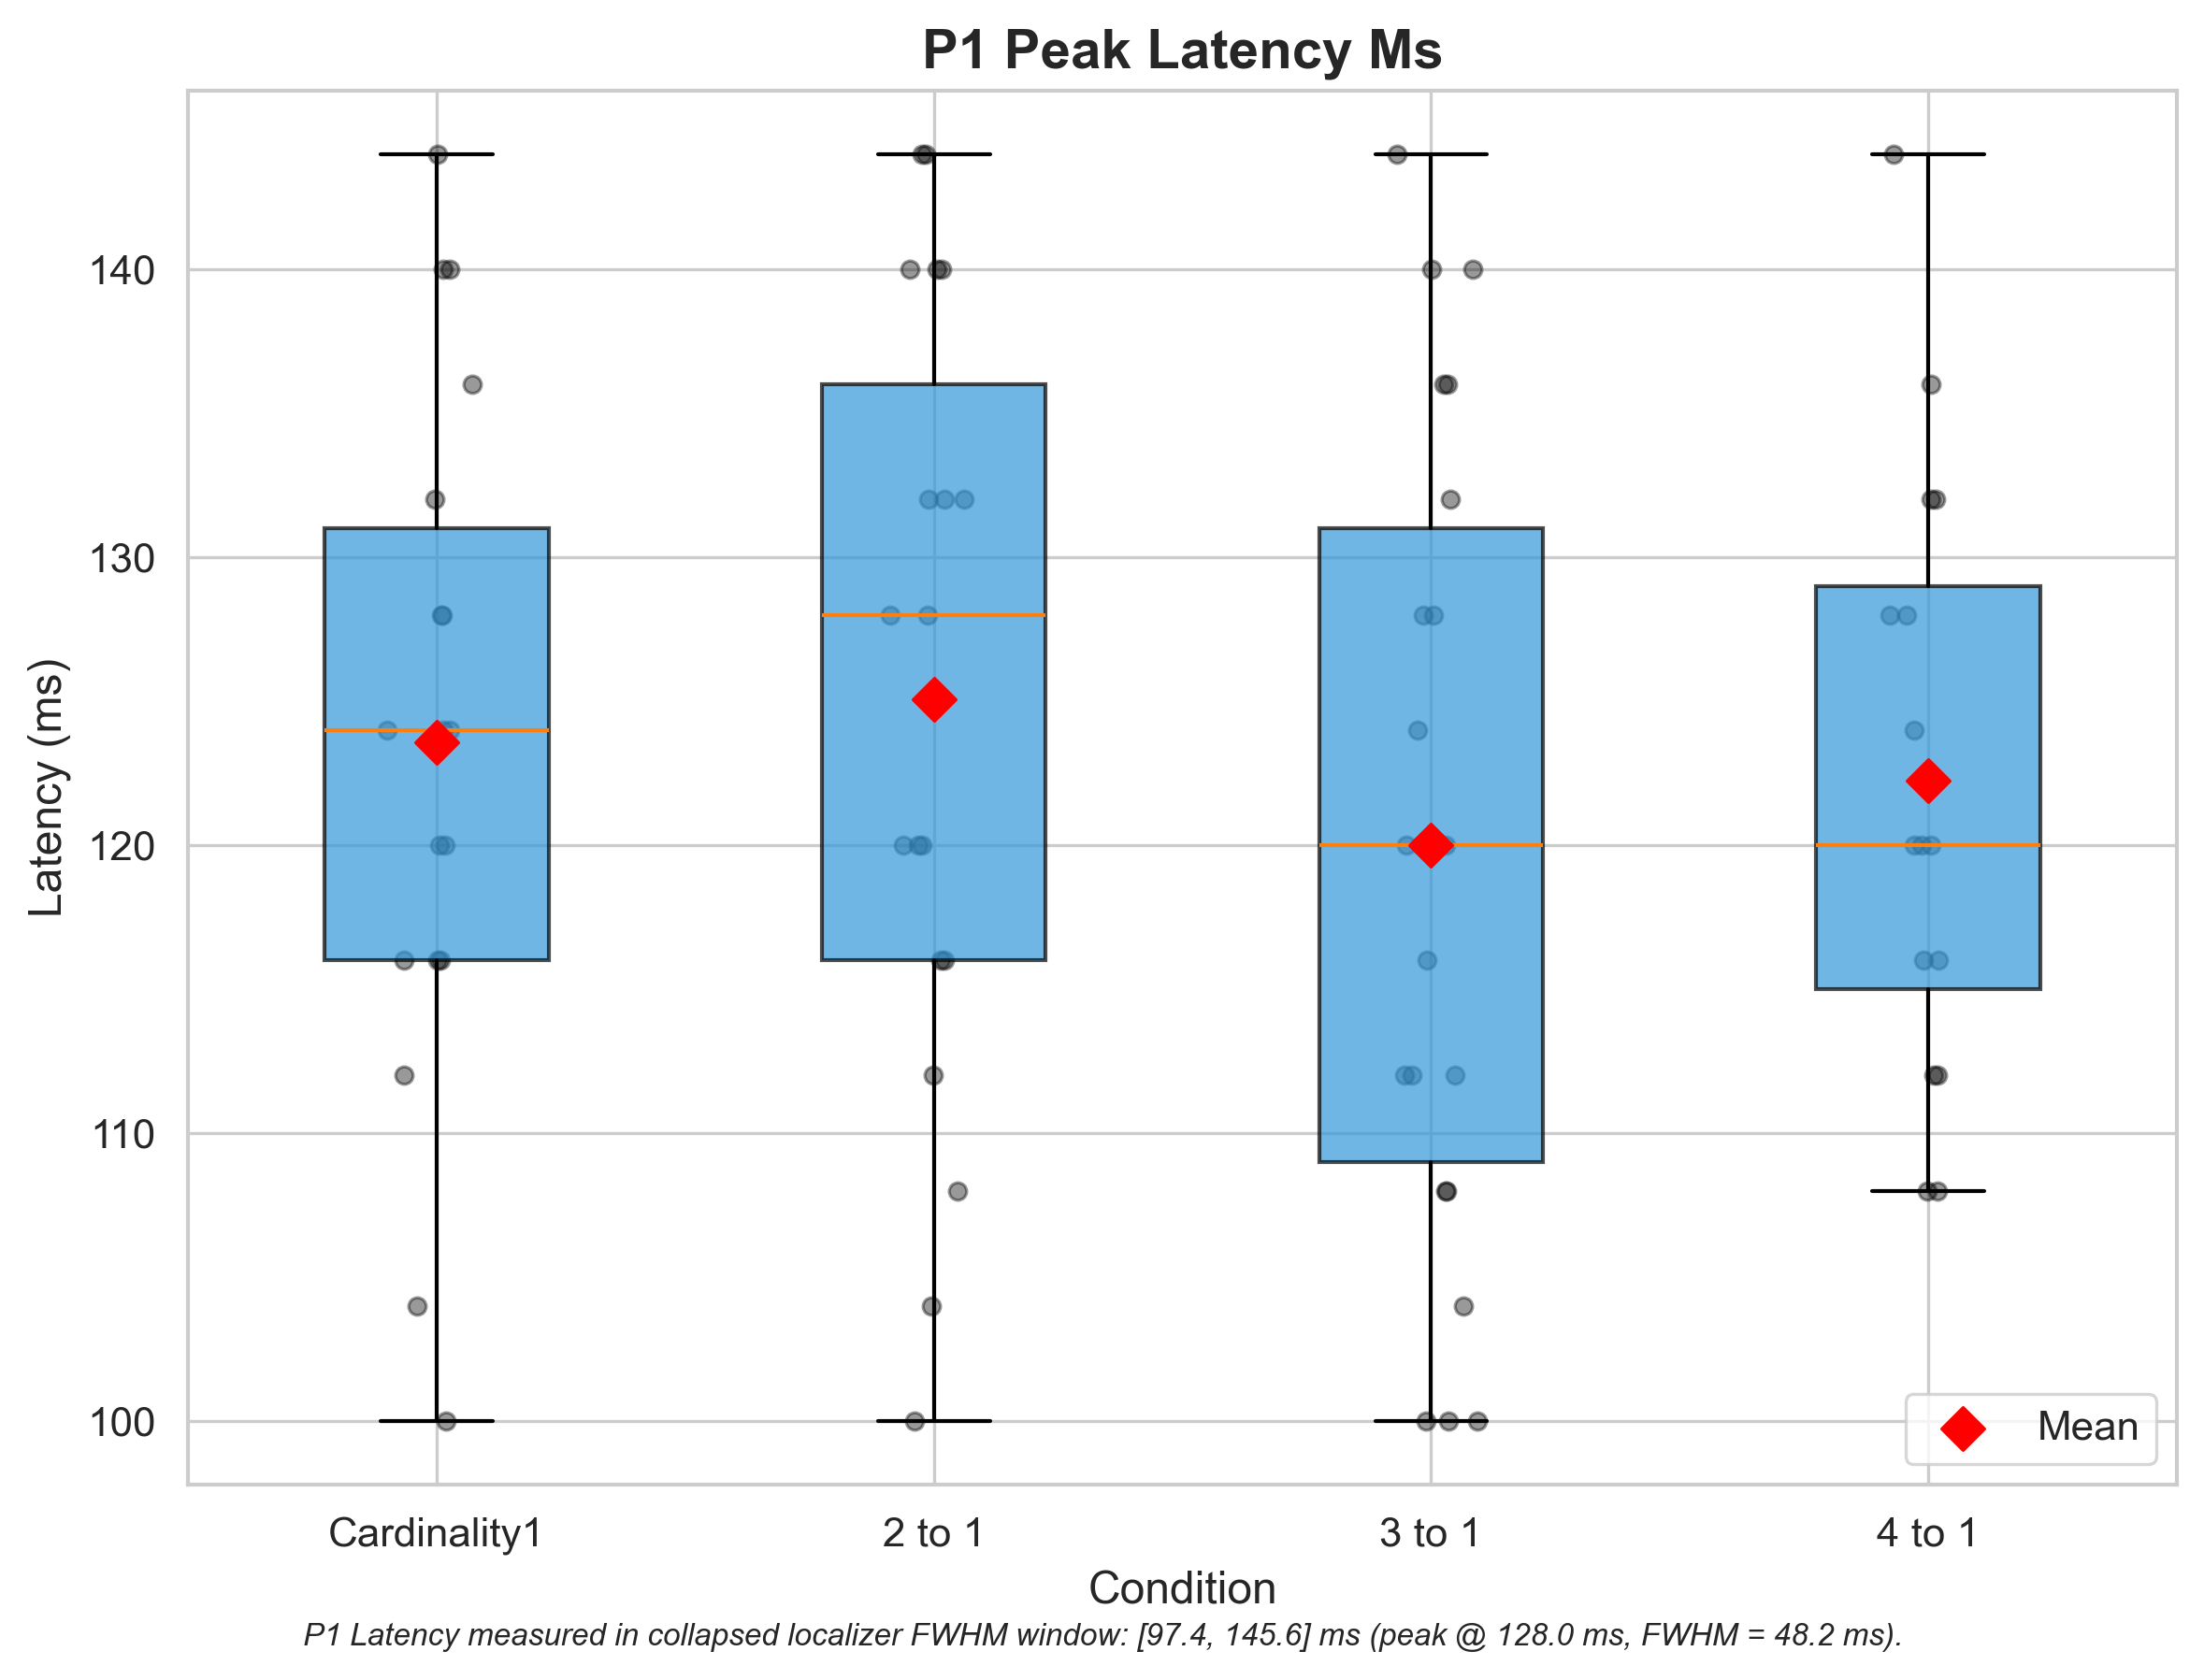 P1 Peak Latency Ms
Latency (ms)
140
130
120
110
100
Mean
Cardinality1 2 to 1 3 to 1 4 to 1
Condition
P1 Latency measured in collapsed localizer FWHM window: [97.4, 145.6] ms (peak @ 128.0 ms, FWHM = 48.2 ms).